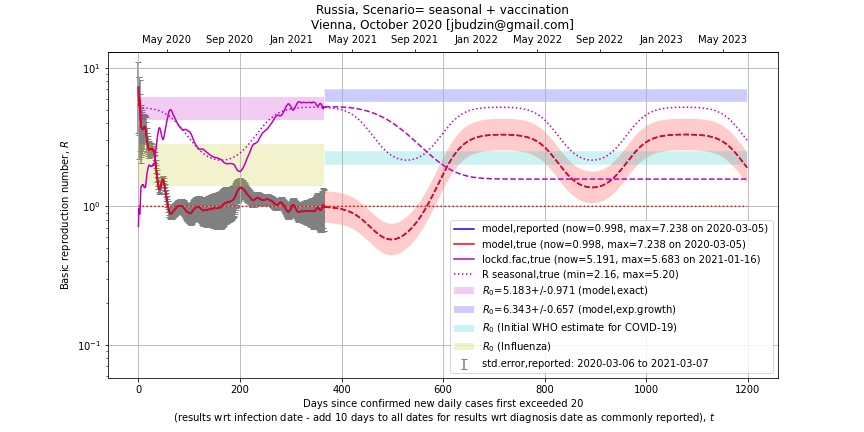 Russia, Scenario= seasonal + vaccination
Vienna, October 2020 [jbudzin@gmail.com]
May 2020 Sep 2020 Jan 2021 May 2021 Sep 2021 Jan 2022 May 2022 Sep 2022 Jan 2023 May 2023
Basic reproduction number, R
10¹
10⁰
10⁻¹
model,reported (now=0.998, max=7.238 on 2020-03-05)
model,true (now=0.998, max=7.238 on 2020-03-05)
lockd.fac,true (now=5.191, max=5.683 on 2021-01-16)
R seasonal,true (min=2.16, max=5.20)
R₀=5.183+/-0.971 (model,exact)
R₀=6.343+/-0.657 (model,exp.growth)
R₀ (Initial WHO estimate for COVID-19)
R₀ (Influenza)
std.error,reported: 2020-03-06 to 2021-03-07
0 200 400 600 800 1000 1200
Days since confirmed new daily cases first exceeded 20
(results wrt infection date - add 10 days to all dates for results wrt diagnosis date as commonly reported), t